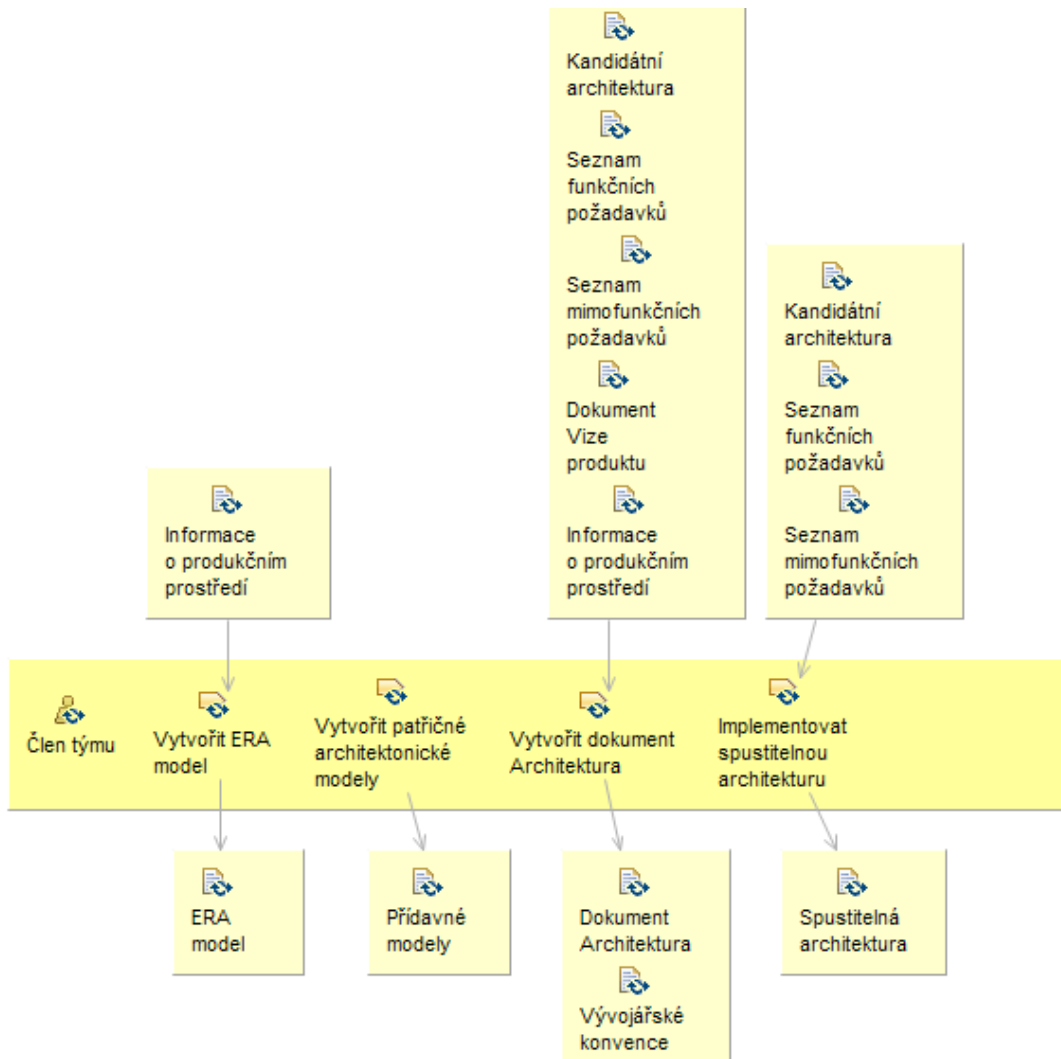 Kandidátní
architektura
Seznam
funkčních
požadavků
Seznam
mimofunkčních
požadavků
Dokument
Vize
produktu
Informace
o produkčním
prostředí
Kandidátní
architektura
Seznam
funkčních
požadavků
Seznam
mimofunkčních
požadavků
Informace
o produkčním
prostředí
Člen týmu
Vytvořit ERA
model
Vytvořit patřičné
architektonické
modely
Vytvořit dokument
Architektura
Implementovat
spustitelnou
architekturu
ERA
model
Přídavné
modely
Dokument
Architektura
Vývojářské
konvence
Spustitelná
architektura